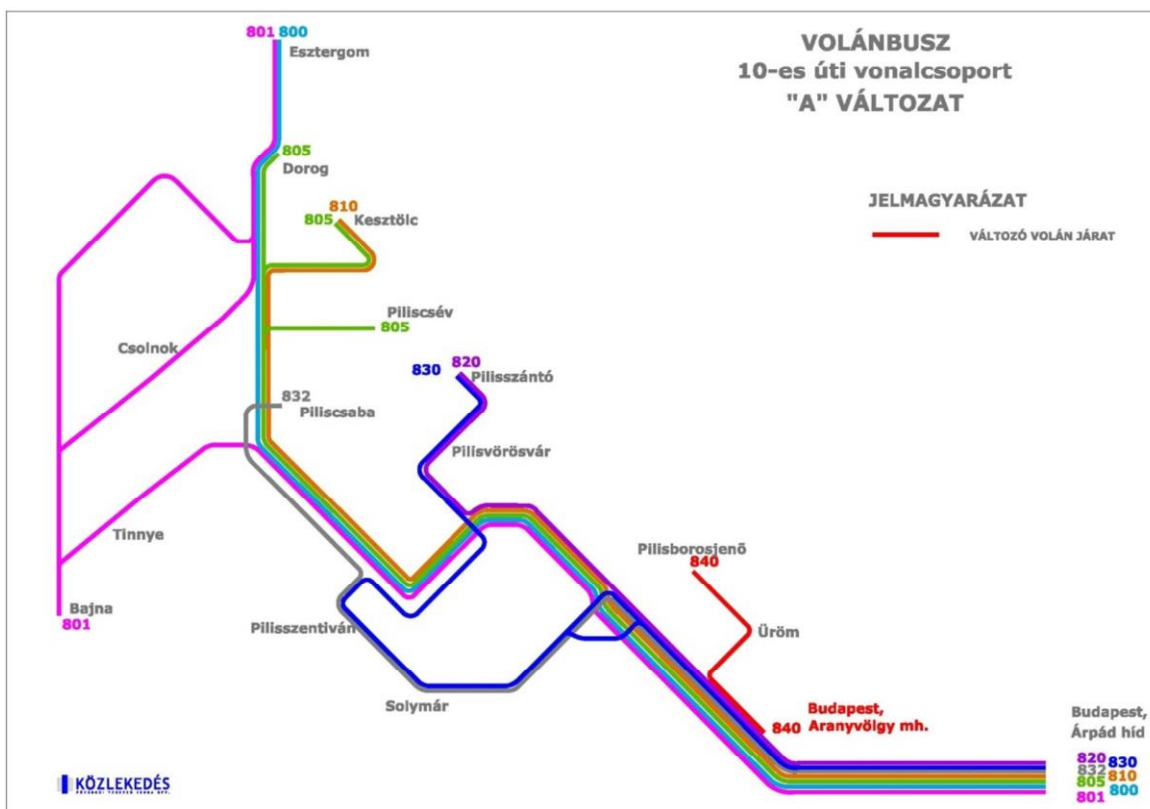 VOLÁNBUSZ
10-es úti vonalcsoport
"A" VÁLTOZAT
801 800
Esztergom
805
Dorog
810
805
Kesztölc
JELMAGYARÁZAT
VÁLTOZÓ VOLÁN JÁRAT
Piliscsév
805
Csolnok
820
830
Pilisszántó
832
Piliscsaba
Pilisvörösvár
Tinnye
Pilisborosjenő
840
Bajna
801
Pilisszentiván
Üröm
Solymár
840
Budapest,
Aranyvölgy mh.
Budapest,
Árpád híd
820 830
832 810
805 800
801
KÖZLEKEDÉS